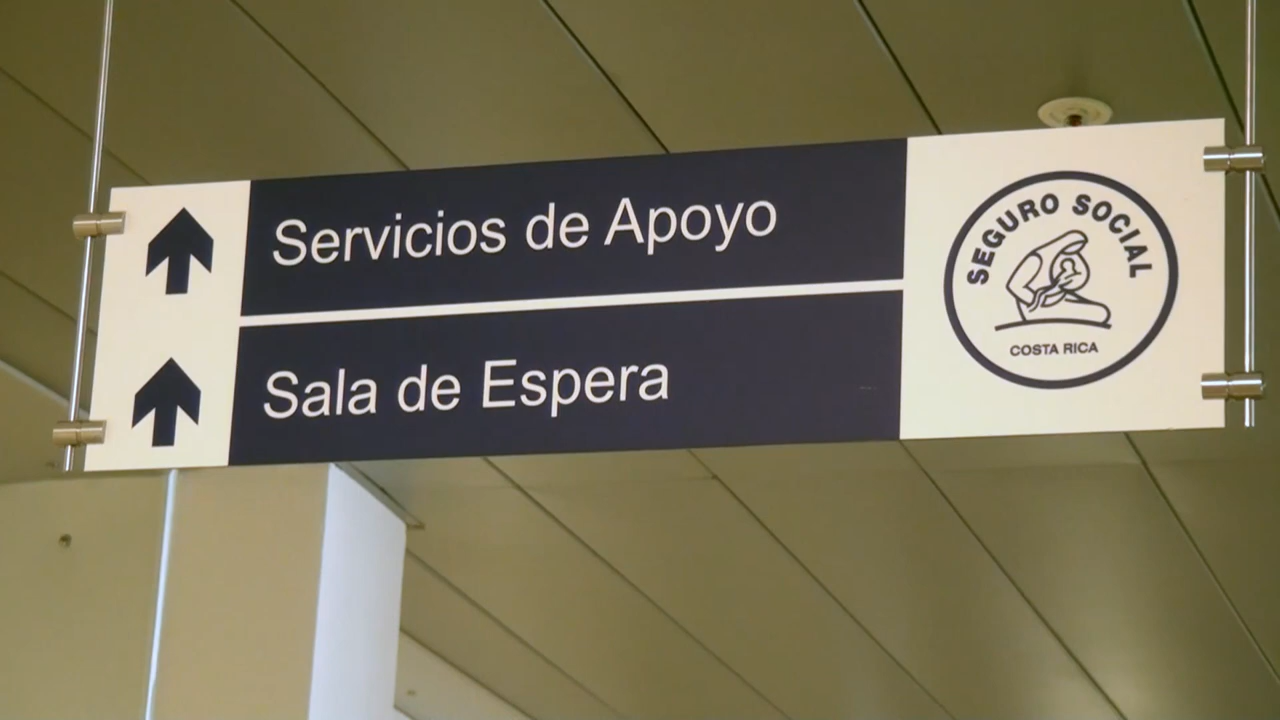 Servicios de Apoyo
Sala de Espera
SEGURO SOCIAL
COSTA RICA